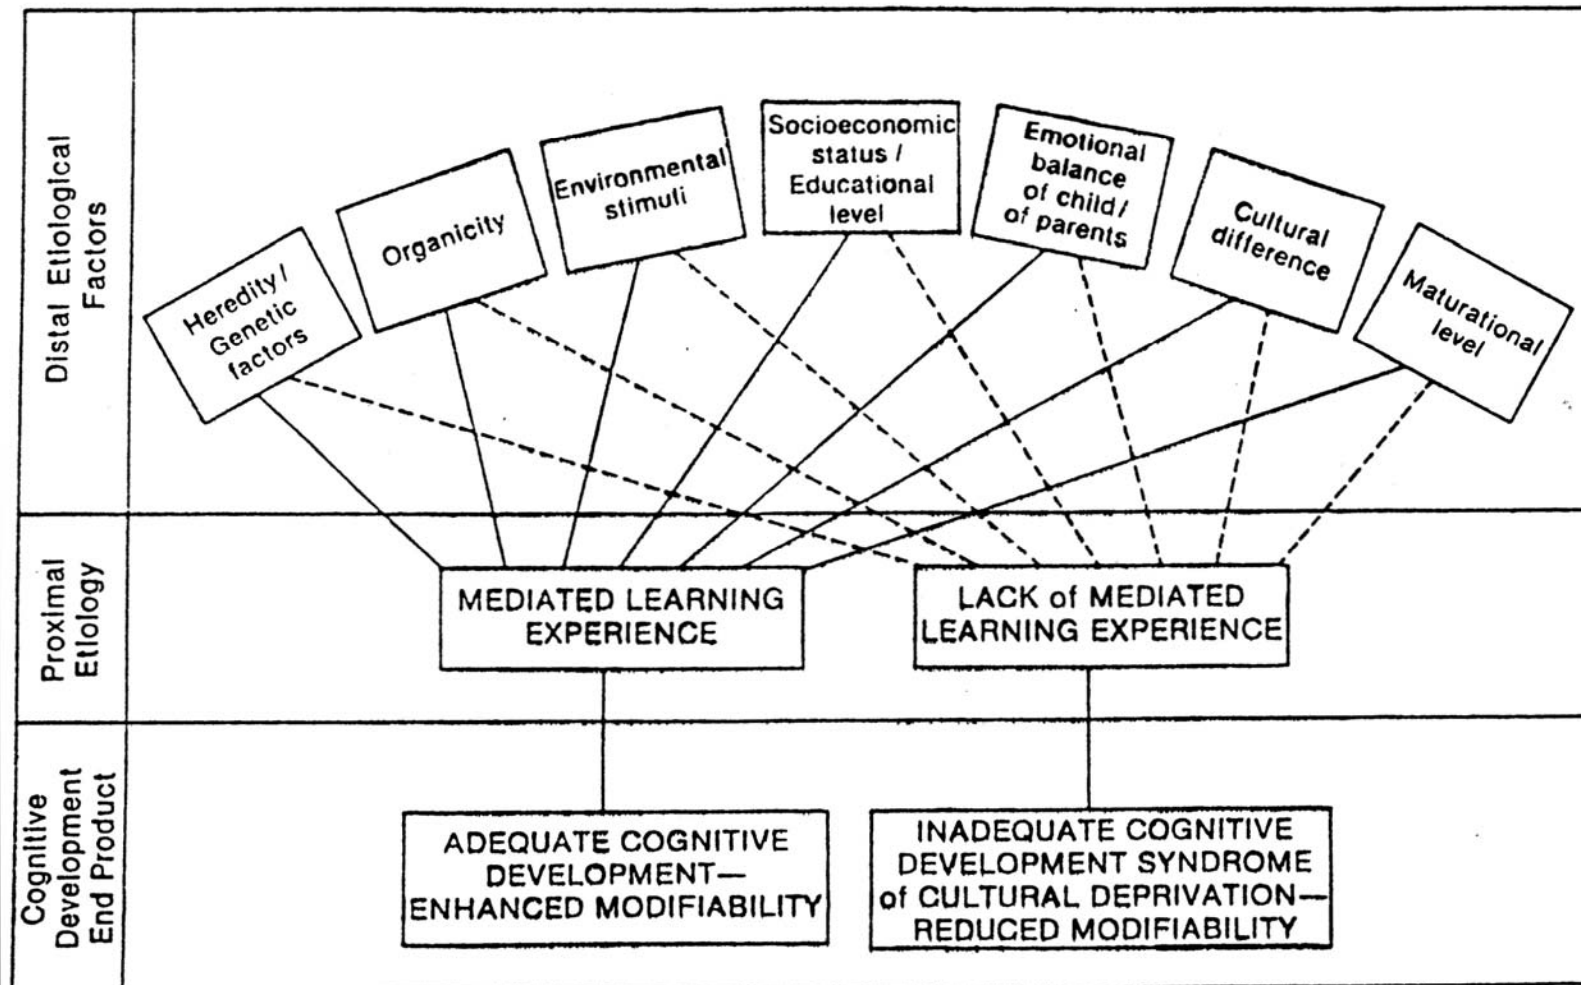 Distal Etiological
Factors
Heredity/
Genetic
factors
Organicity
Environmental
stimuli
Socioeconomic
status /
Educational
level
Emotional
balance
of child/
of parents
Cultural
difference
Maturational
level
Proximal
Etiology
MEDIATED LEARNING
EXPERIENCE
LACK of MEDIATED
LEARNING EXPERIENCE
Cognitive
Development
End Product
ADEQUATE COGNITIVE
DEVELOPMENT—
ENHANCED MODIFIABILITY
INADEQUATE COGNITIVE
DEVELOPMENT SYNDROME
of CULTURAL DEPRIVATION—
REDUCED MODIFIABILITY